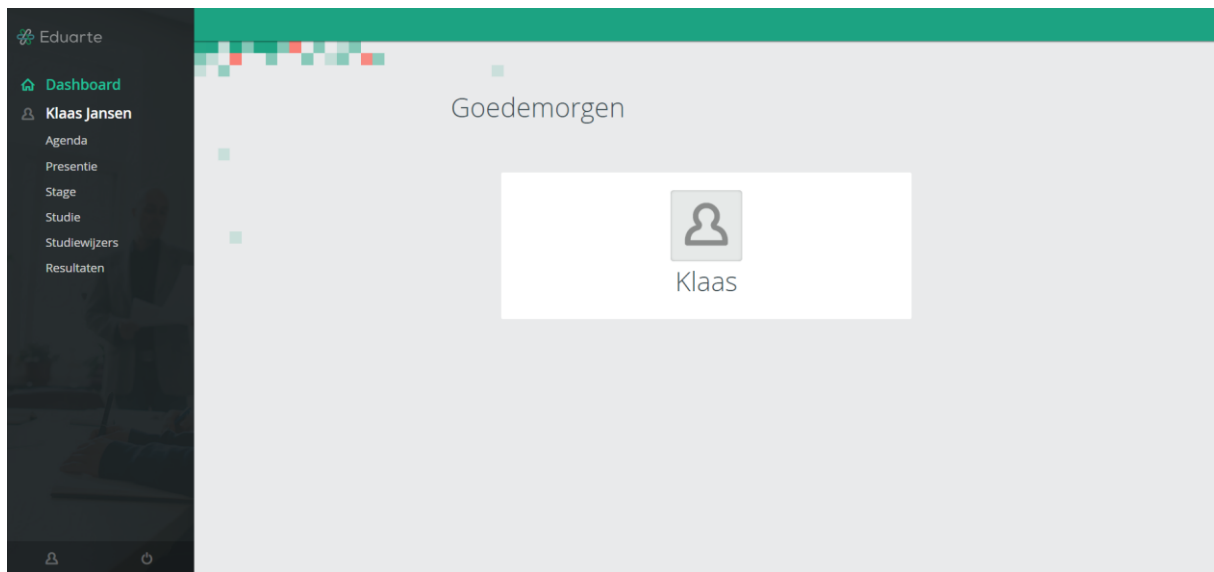 Eduarte
Dashboard
Klaas Jansen
Agenda
Presentie
Stage
Studie
Studiewijzers
Resultaten
Goedemorgen
Klaas